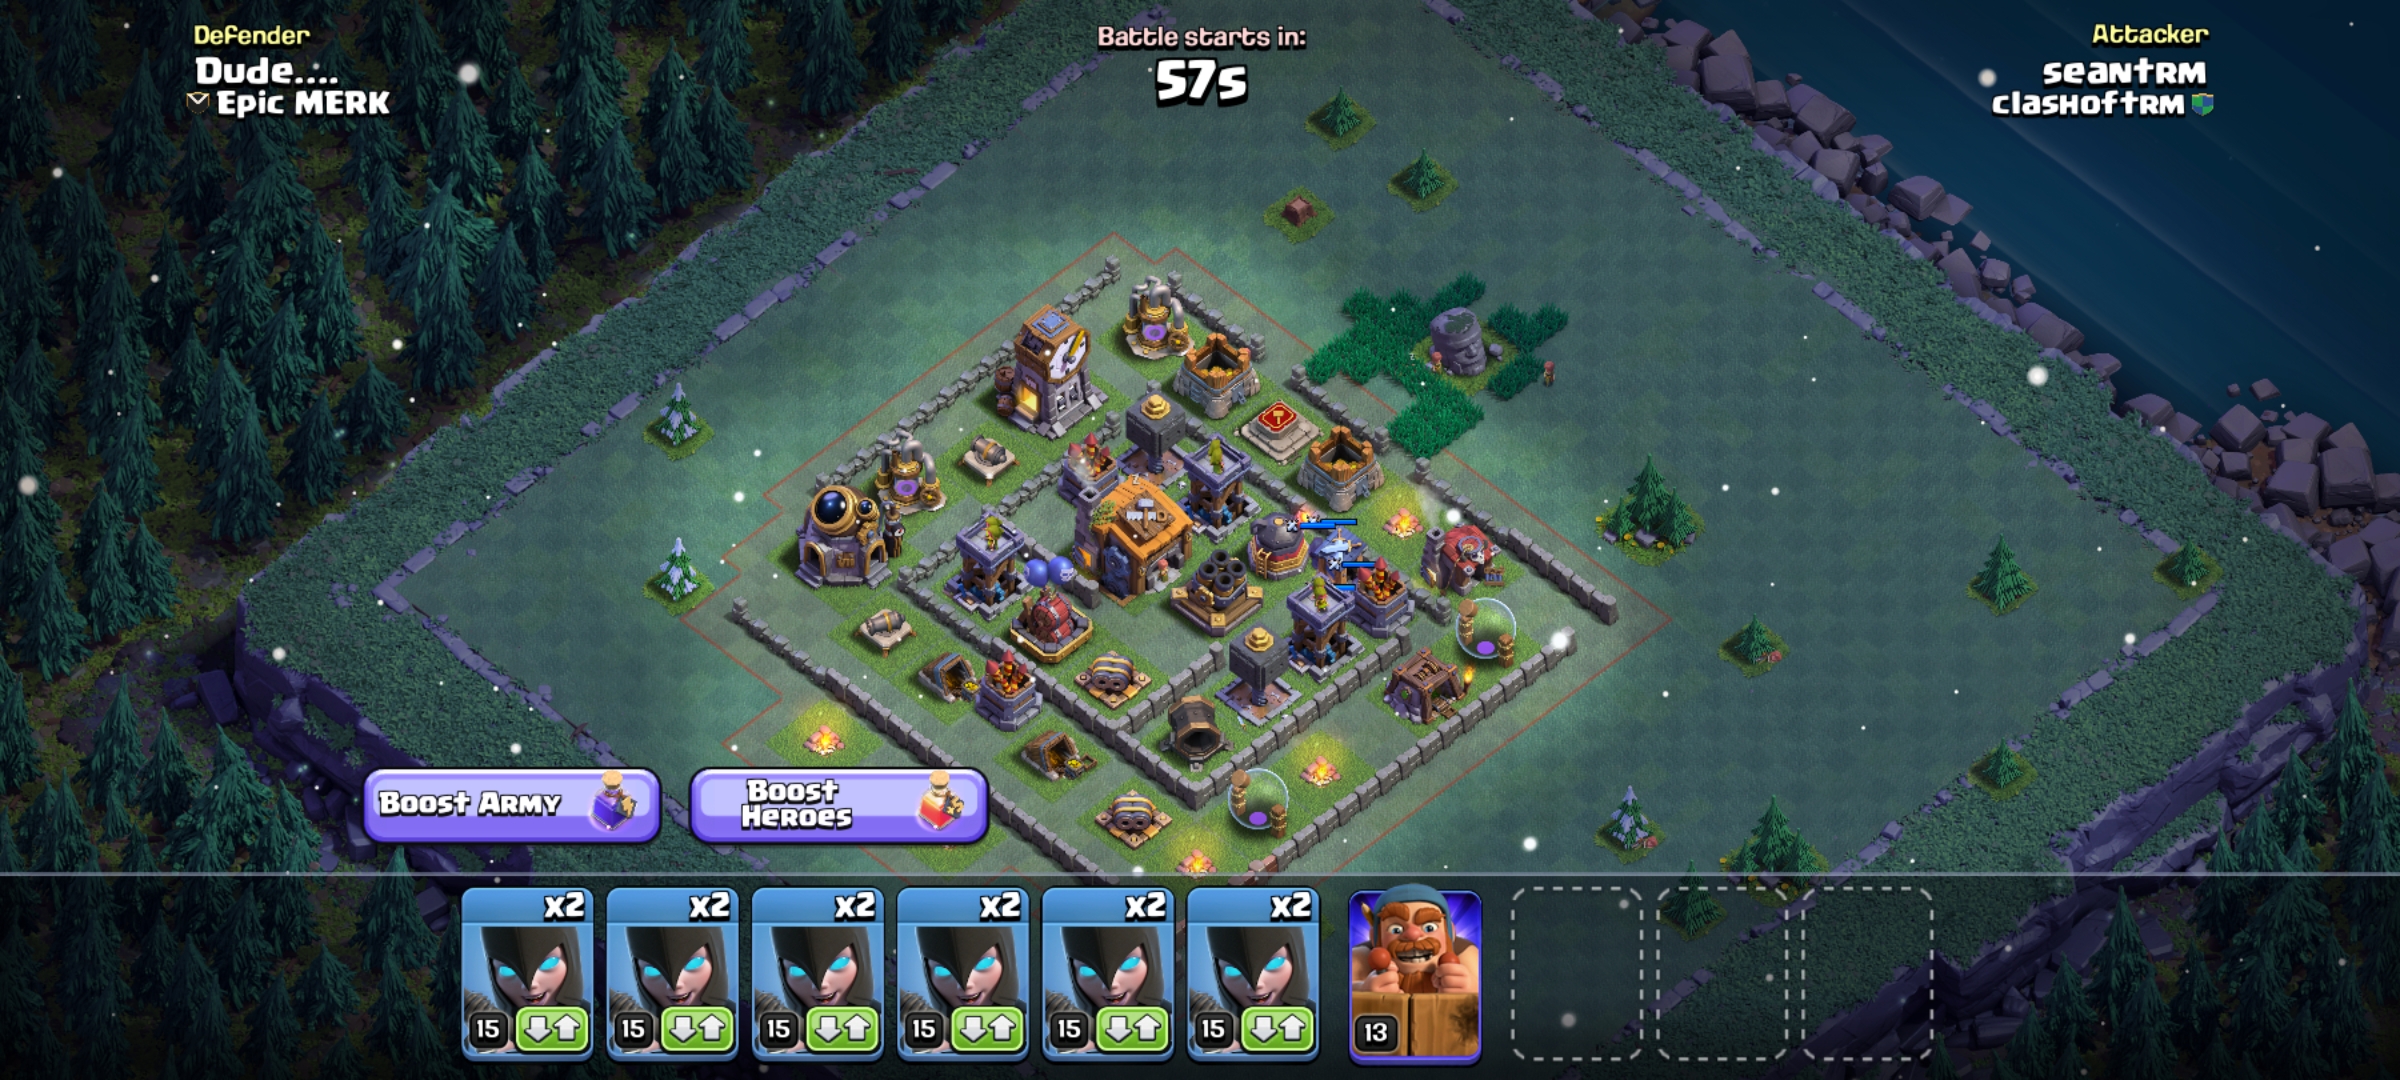 Defender
Dude....
Epic MERK
Battle starts in:
57s
Attacker
seantRM
clashoftRM
Boost Army
Boost
Heroes
x2
x2
x2
x2
x2
x2
15
15
15
15
15
15
13